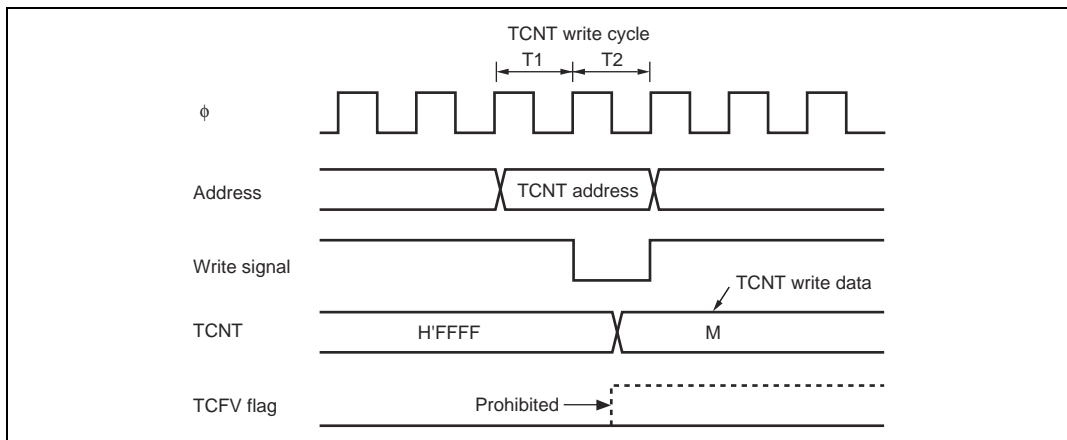 TCNT write cycle
T1 T2
ϕ
Address
TCNT address
Write signal
TCNT write data
TCNT
H'FFFF
M
TCFV flag
Prohibited